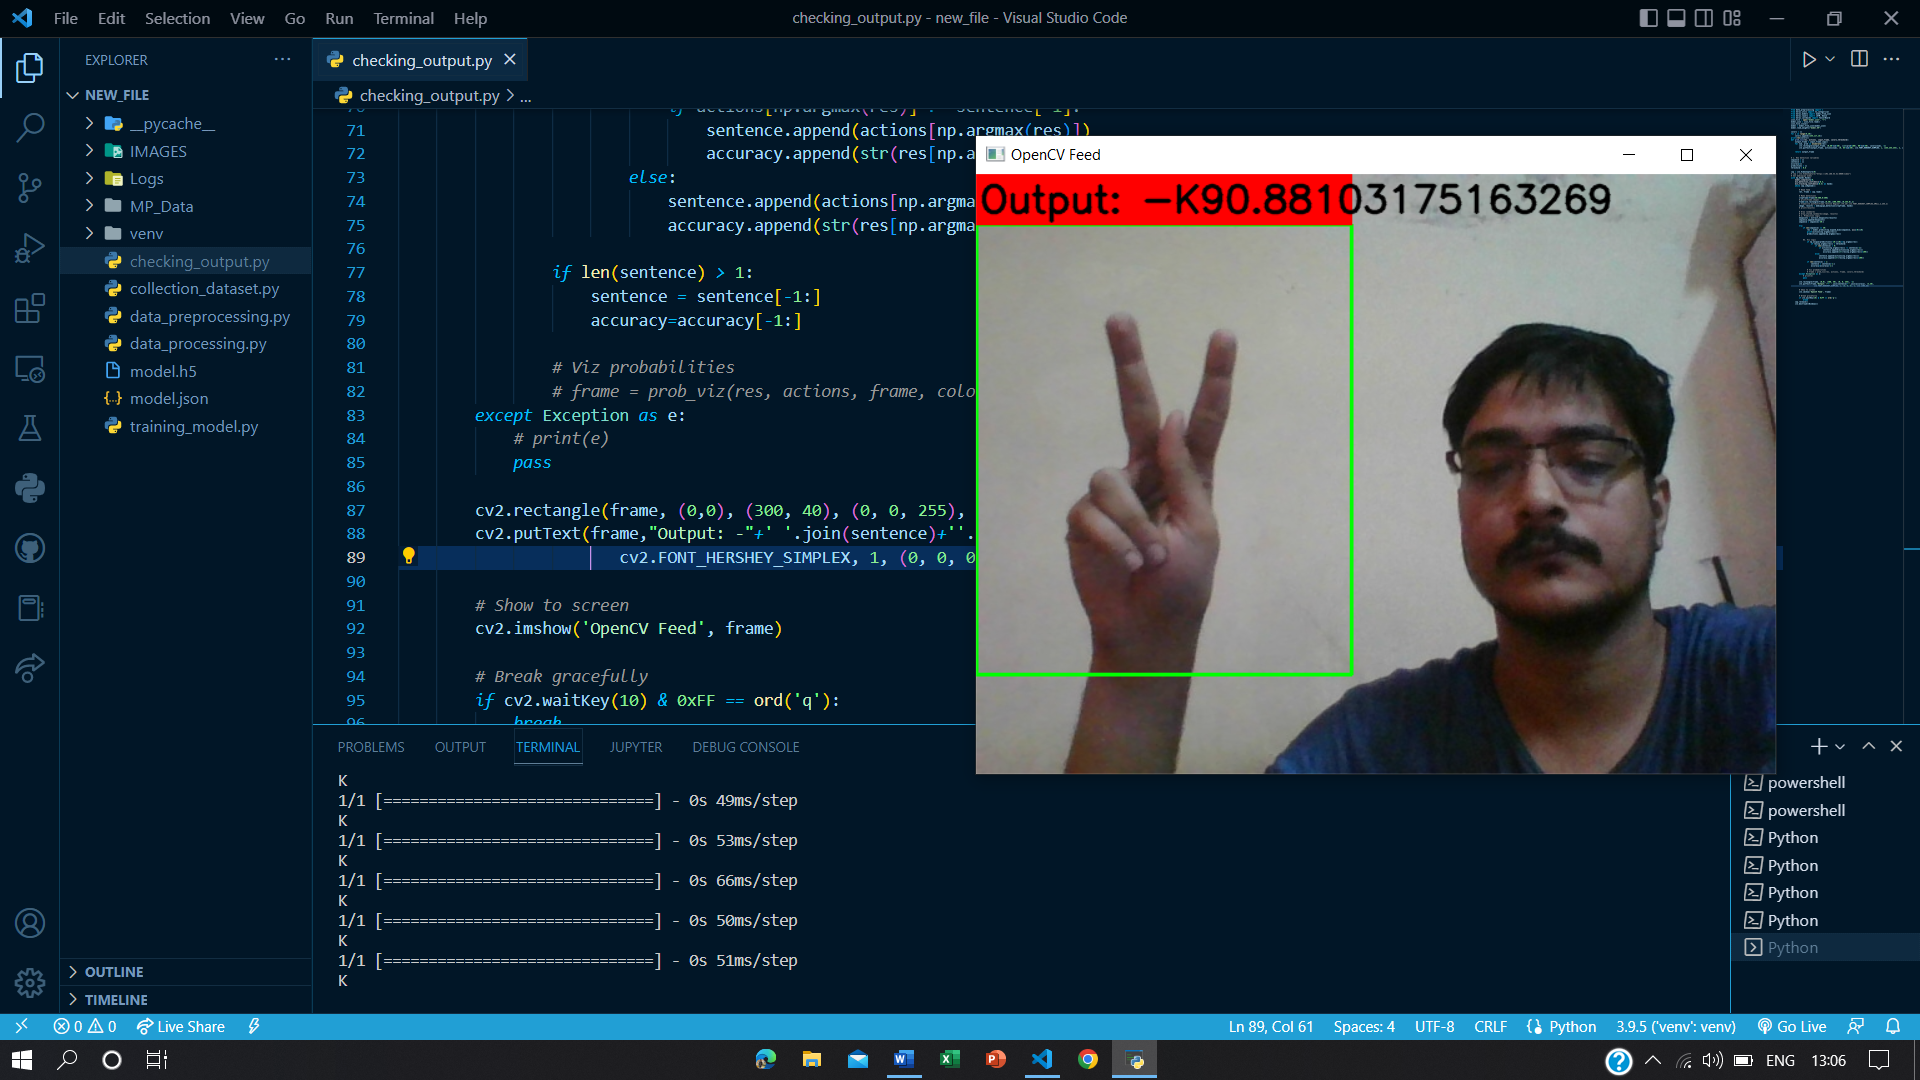 File Edit Selection View Go Run Terminal Help
checking_output.py - new_file - Visual Studio Code
EXPLORER
NEW_FILE
__pycache__
IMAGES
Logs
MP_Data
venv
checking_output.py
collection_dataset.py
data_preprocessing.py
data_processing.py
model.h5
model.json
training_model.py
OUTLINE
TIMELINE
checking_output.py
checking_output.py > ...
71 sentence.append(actions[np.argmax(res)])
72 accuracy.append(str(res[np.a
73 else:
74 sentence.append(actions[np.argma
75 accuracy.append(str(res[np.argma
76
77 if len(sentence) > 1:
78 sentence = sentence[-1:]
79 accuracy=accuracy[-1:]
80
81 # Viz probabilities
82 # frame = prob_viz(res, actions, frame, colo
83 except Exception as e:
84 # print(e)
85 pass
86
87 cv2.rectangle(frame, (0,0), (300, 40), (0, 0, 255),
88 cv2.putText(frame,"Output: -"+' '.join(sentence)+''.
89 cv2.FONT_HERSHEY_SIMPLEX, 1, (0, 0, 0
90
91 # Show to screen
92 cv2.imshow('OpenCV Feed', frame)
93
94 # Break gracefully
95 if cv2.waitKey(10) & 0xFF == ord('q'):
96 break
OpenCV Feed
Output: -K90.88103175163269
PROBLEMS OUTPUT TERMINAL JUPYTER DEBUG CONSOLE
K
1/1 [==============================] - 0s 49ms/step
K
1/1 [==============================] - 0s 53ms/step
K
1/1 [==============================] - 0s 66ms/step
K
1/1 [==============================] - 0s 50ms/step
K
1/1 [==============================] - 0s 51ms/step
K
powershell
powershell
Python
Python
Python
Python
Python
0 0 Live Share
Ln 89, Col 61 Spaces: 4 UTF-8 CRLF Python 3.9.5 ('venv': venv) Go Live
ENG 13:06